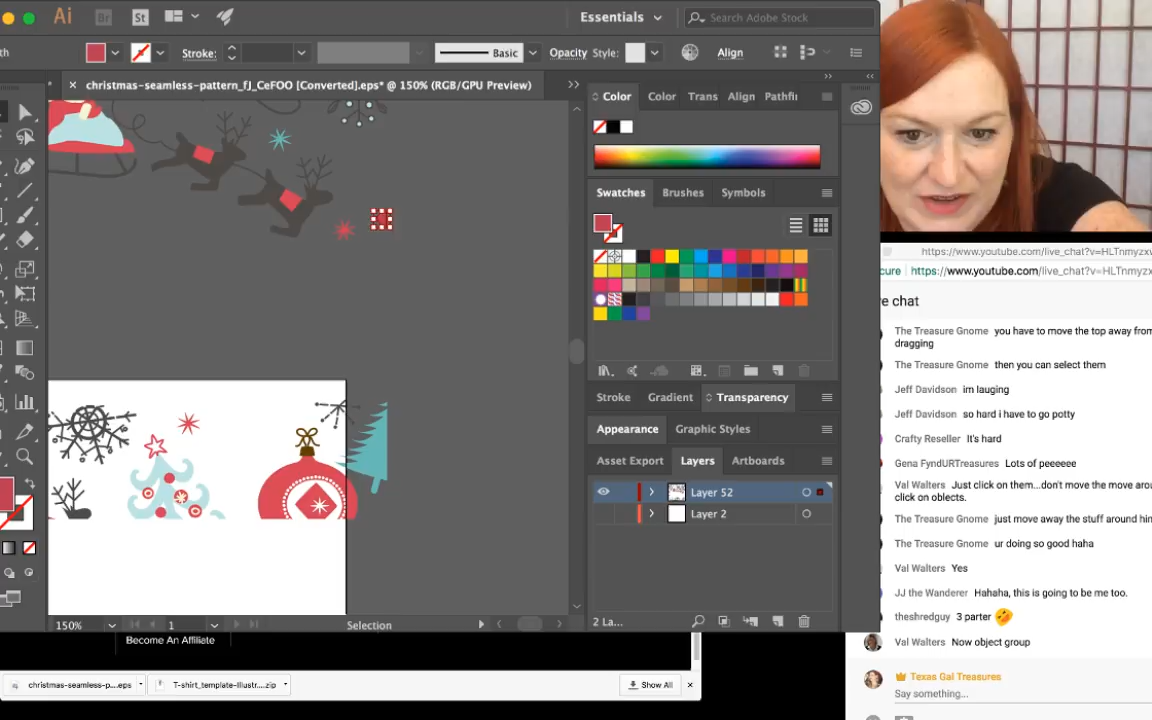 Ai Br St Essentials Search Adobe Stock
th Stroke: Basic Opacity Style: Align
× christmas-seamless-pattern_fJ_CeFOO [Converted].eps* @ 150% (RGB/GPU Preview)
Color Color Trans Align Pathfi
Swatches Brushes Symbols
Stroke Gradient Transparency
Appearance Graphic Styles
Asset Export Layers Artboards
Layer 52
Layer 2
150% 1 Selection 2 La...
Become An Affiliate
christmas-seamless-p....eps T-shirt_template-Illustr....zip Show All ×
https://www.youtube.com/live_chat?v=HLTnmyzx
cure https://www.youtube.com/live_chat?v=HLTnmyzx
e chat
The Treasure Gnome you have to move the top away from
dragging
The Treasure Gnome then you can select them
Jeff Davidson im lauging
Jeff Davidson so hard i have to go potty
Crafty Reseller It's hard
Gena FyndURTreasures Lots of peeeeee
Val Walters Just click on them...don't move the move arou
click on objects.
The Treasure Gnome just move away the stuff around hin
The Treasure Gnome ur doing so good haha
Val Walters Yes
JJ the Wanderer Hahaha, this is going to be me too.
theshredguy 3 parter
Val Walters Now object group
Texas Gal Treasures
Say something...